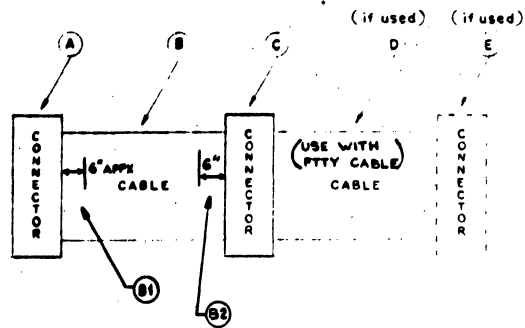 (if used) (if used)
A B C D E
CONNECTOR
6" APPX
CABLE
6"
CONNECTOR
(USE WITH
PTTY CABLE)
CABLE
CONNECTOR
B1
B2